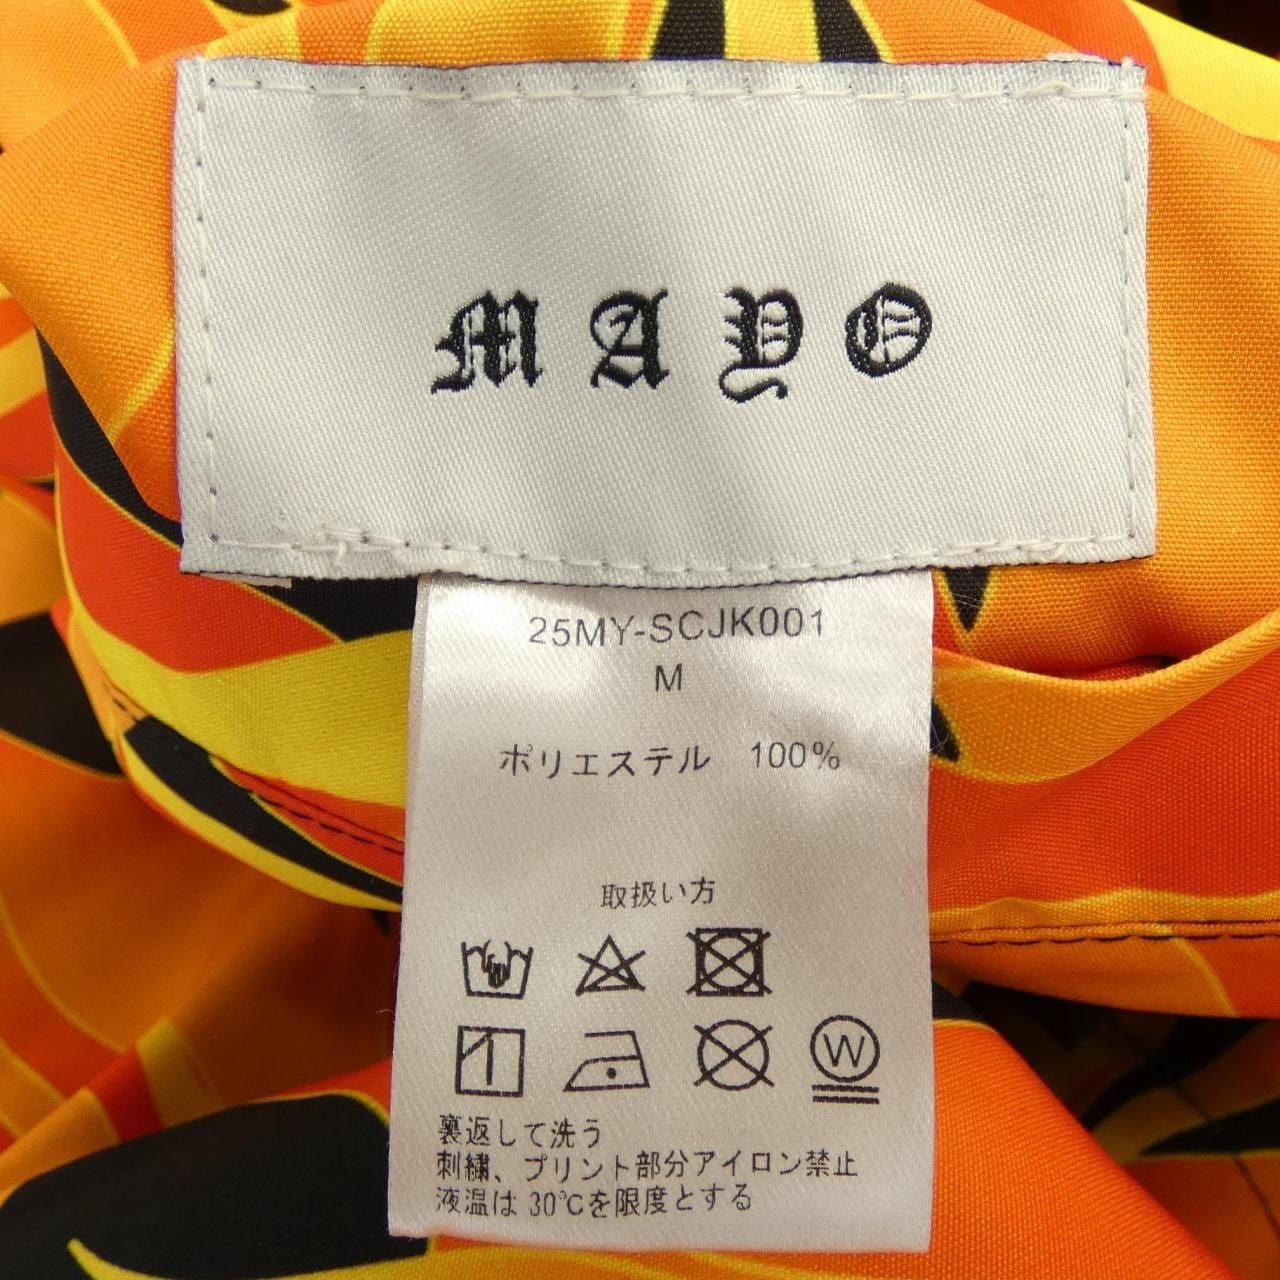 MAYO
25MY-SCJK001
M
ポリエステル 100%
取扱い方
W
裏返して洗う
刺繍、プリント部分アイロン禁止
液温は30℃を限度とする